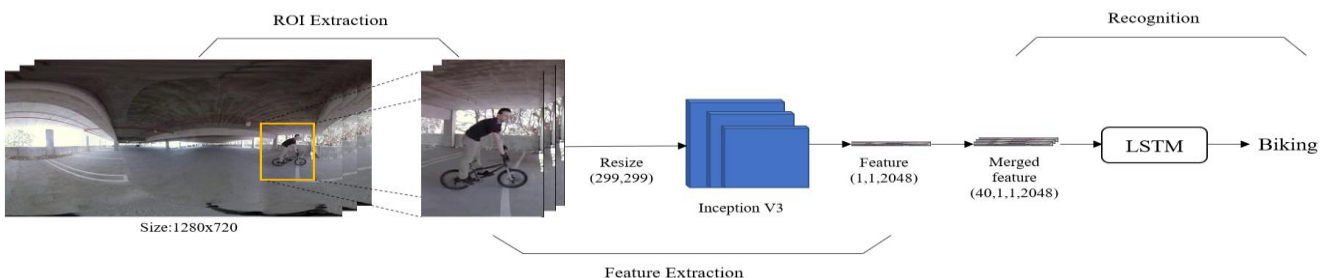 ROI Extraction
Recognition
Size:1280x720
Resize
(299,299)
Inception V3
Feature
(1,1,2048)
Merged
feature
(40,1,1,2048)
LSTM
Biking
Feature Extraction